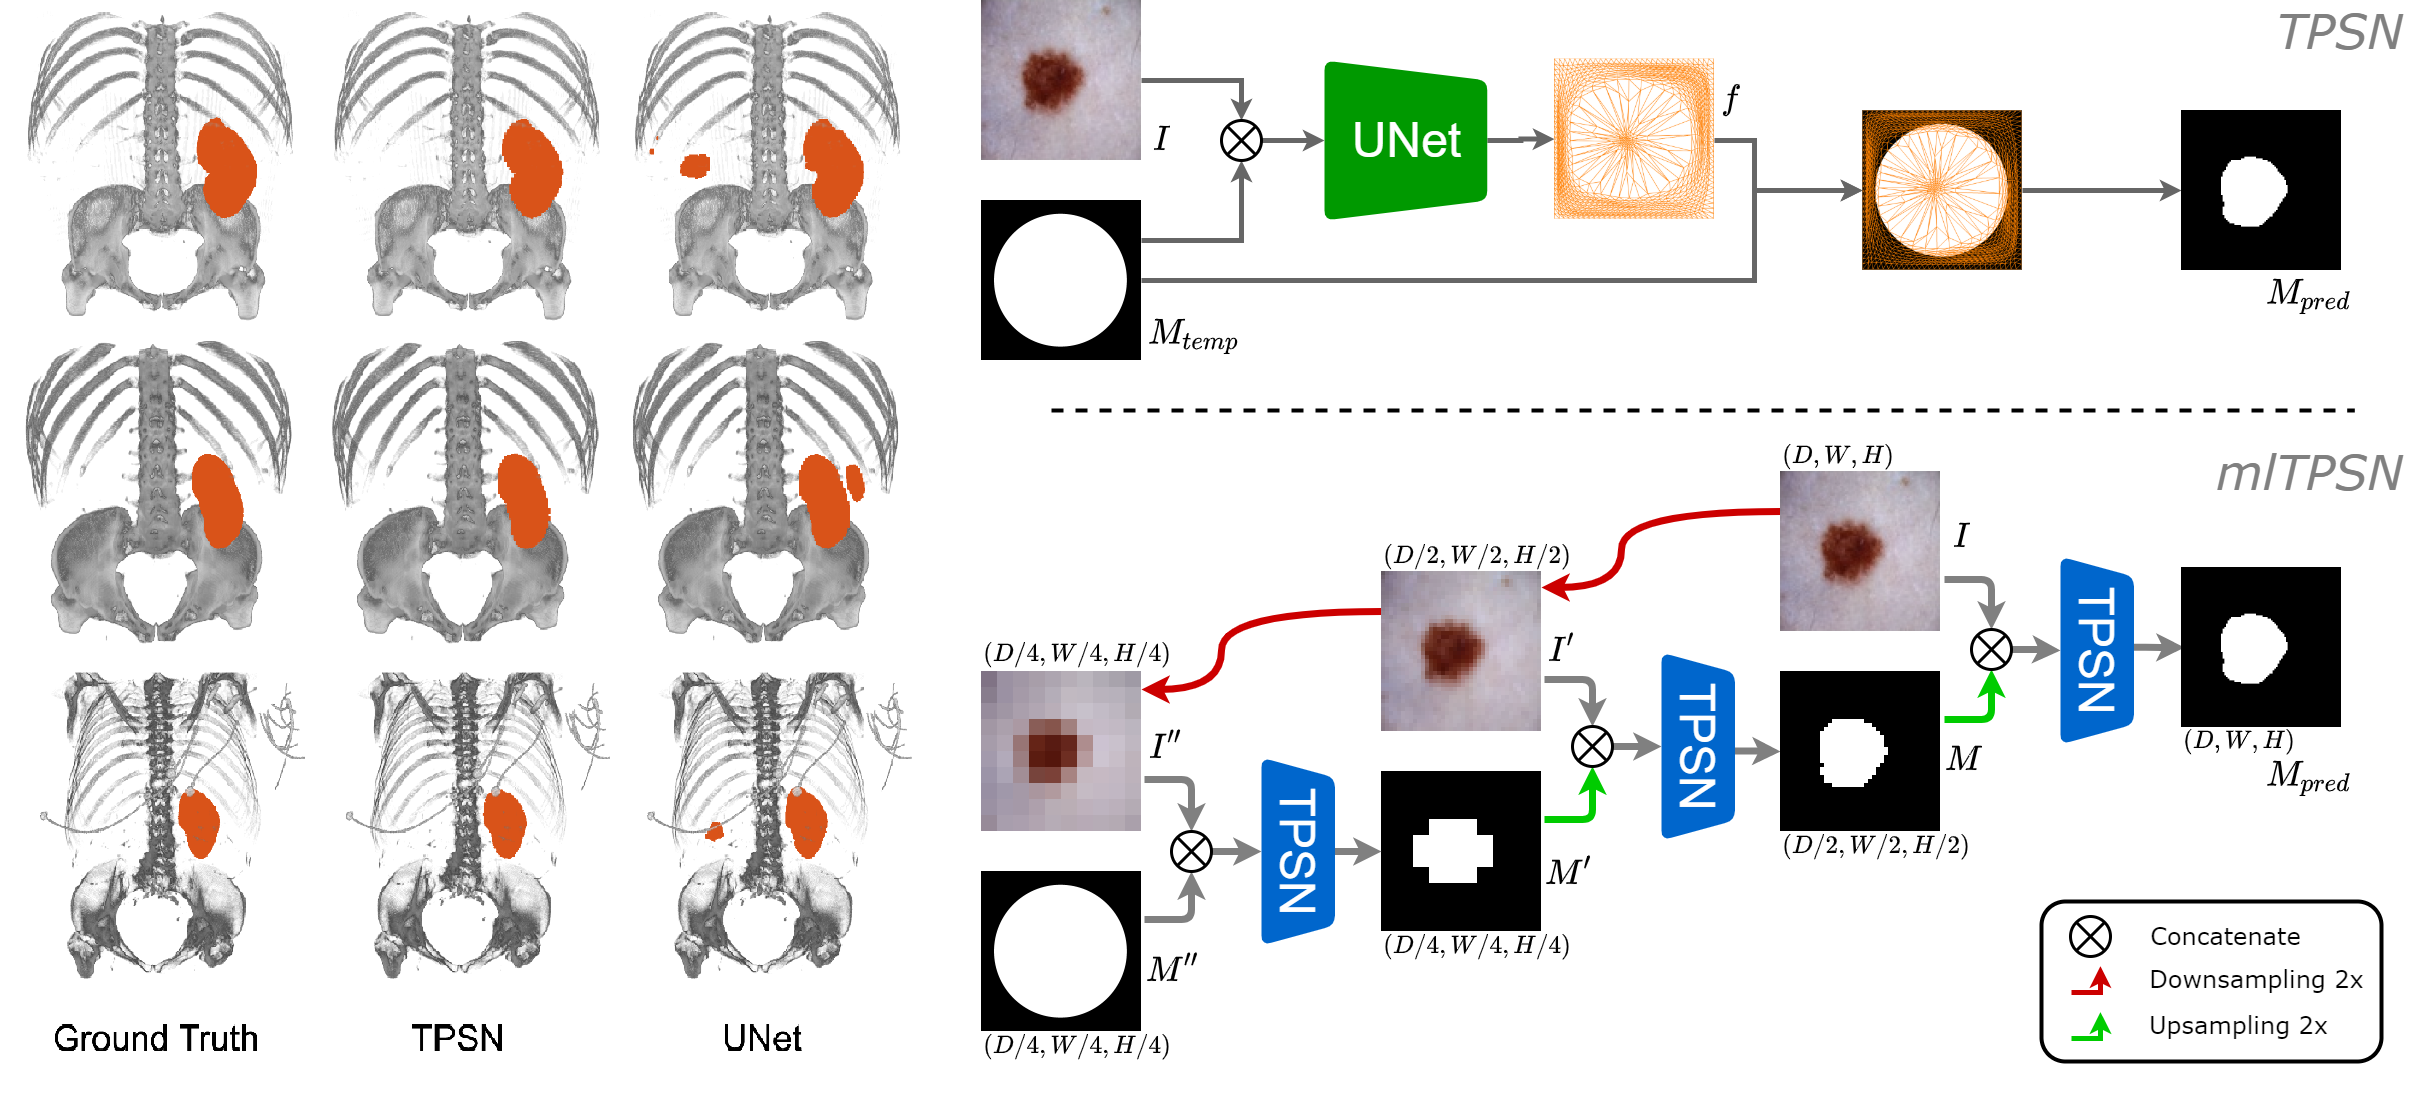 Ground Truth
TPSN
UNet
TPSN
I
UNet
f
M_{temp}
M_{pred}
mlTPSN
(D, W, H)
I
(D/2, W/2, H/2)
I′
TPSN
(D/4, W/4, H/4)
I″
TPSN
M
(D, W, H)
M_{pred}
TPSN
M′
(D/2, W/2, H/2)
M″
(D/4, W/4, H/4)
(D/4, W/4, H/4)
Concatenate
Downsampling 2x
Upsampling 2x